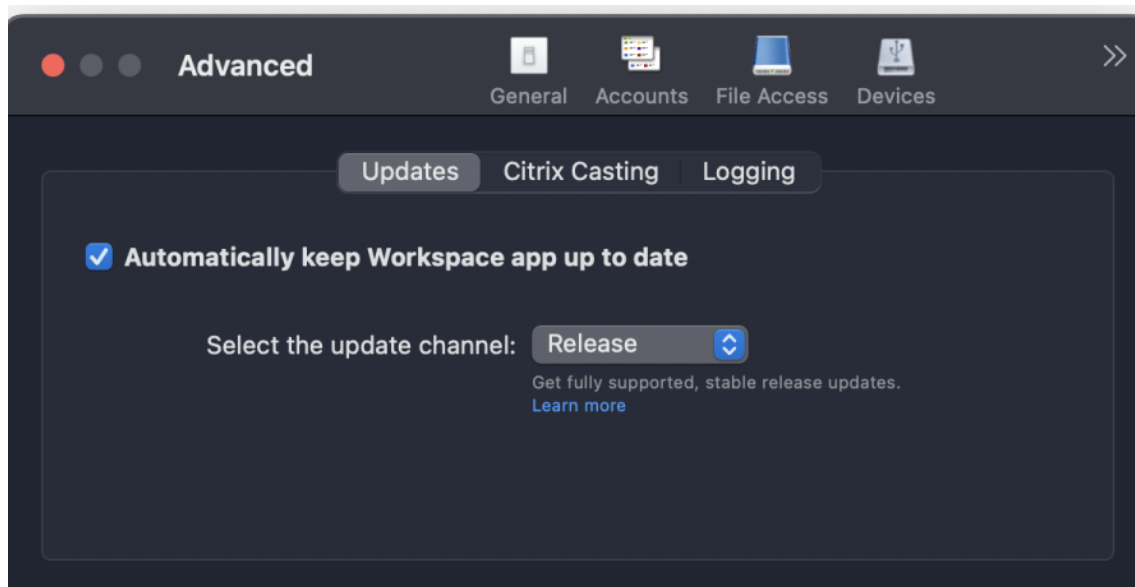 Advanced
General Accounts File Access Devices
Updates Citrix Casting Logging
Automatically keep Workspace app up to date
Select the update channel: Release
Get fully supported, stable release updates.
Learn more